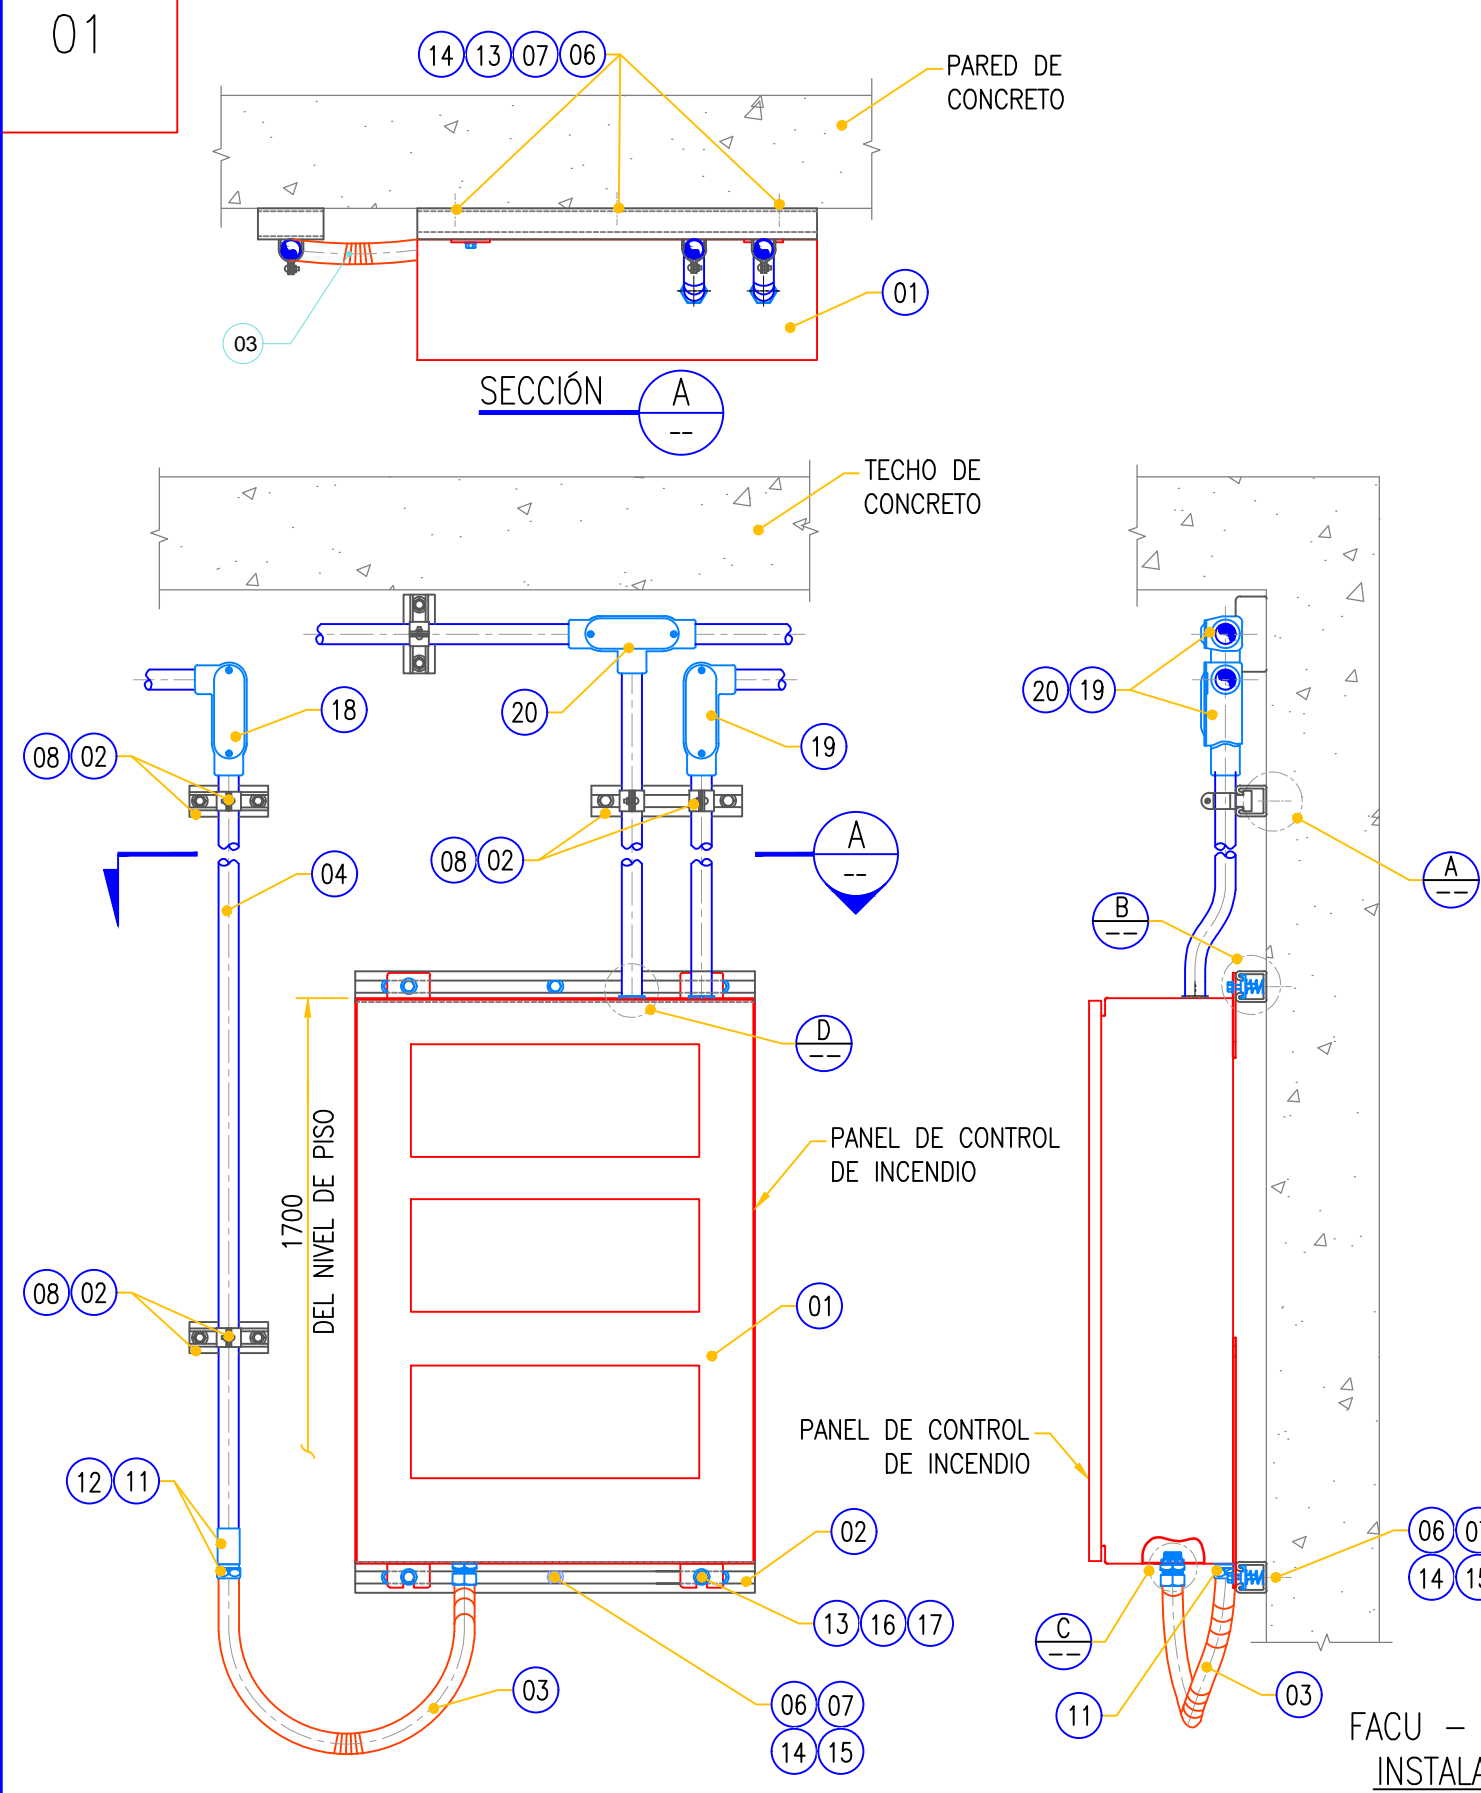 01
14 13 07 06
PARED DE
CONCRETO
01
03
SECCIÓN A
--
TECHO DE
CONCRETO
18
20
19
20 19
08 02
08 02
A
--
04
A
--
B
--
D
--
1700
DEL NIVEL DE PISO
PANEL DE CONTROL
DE INCENDIO
08 02
01
PANEL DE CONTROL
DE INCENDIO
12 11
02
06
14
13 16 17
C
--
03
06 07
14 15
11
03
FACU -